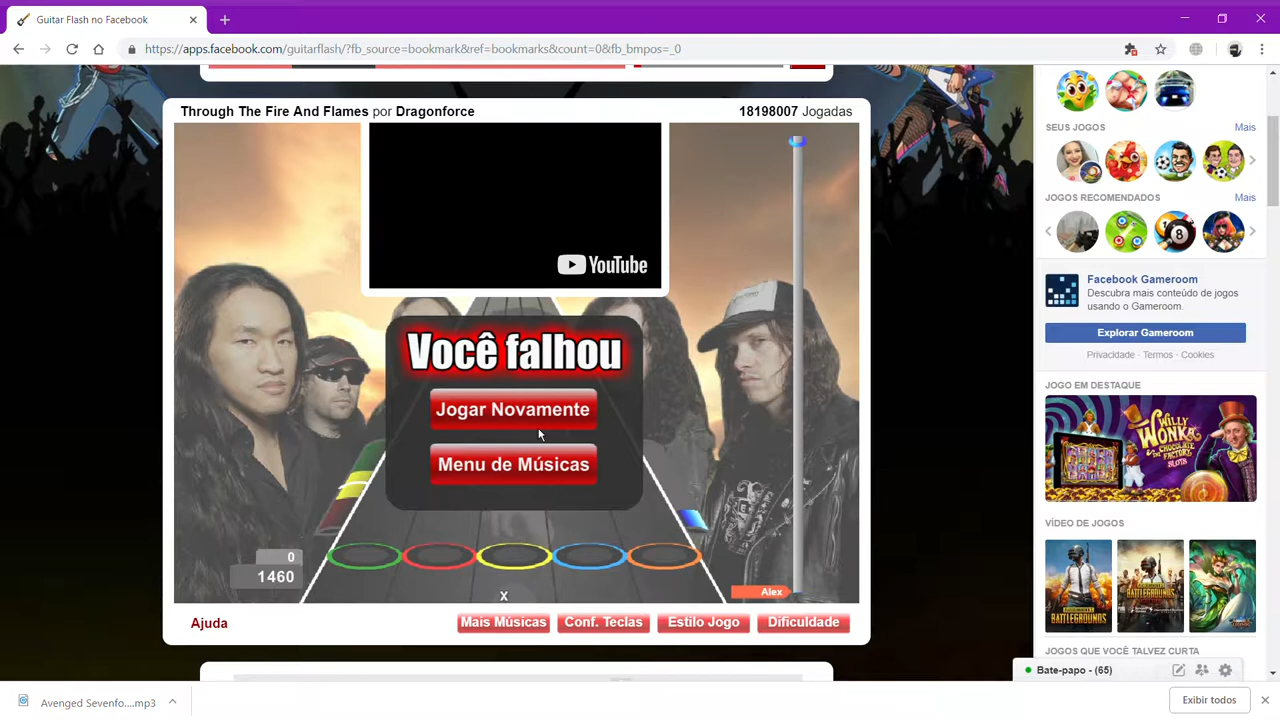 Guitar Flash no Facebook
https://apps.facebook.com/guitarflash/?fb_source=bookmark&ref=bookmarks&count=0&fb_bmpos=_0
Through The Fire And Flames por Dragonforce
18198007 Jogadas
YouTube
Você falhou
Jogar Novamente
Menu de Músicas
0
1460
x
Alex
Ajuda
Mais Músicas
Conf. Teclas
Estilo Jogo
Dificuldade
SEUS JOGOS
Mais
JOGOS RECOMENDADOS
Mais
8
Facebook Gameroom
Descubra mais conteúdo de jogos
usando o Gameroom.
Explorar Gameroom
Privacidade · Termos · Cookies
JOGO EM DESTAQUE
WILLY
WONKA
CHOCOLATE
FACTORY
SLOTS
VÍDEO DE JOGOS
BATTLEGROUNDS
BATTLEGROUNDS
JOGOS QUE VOCÊ TALVEZ CURTA
Bate-papo - (65)
Avenged Sevenfo....mp3
Exibir todos